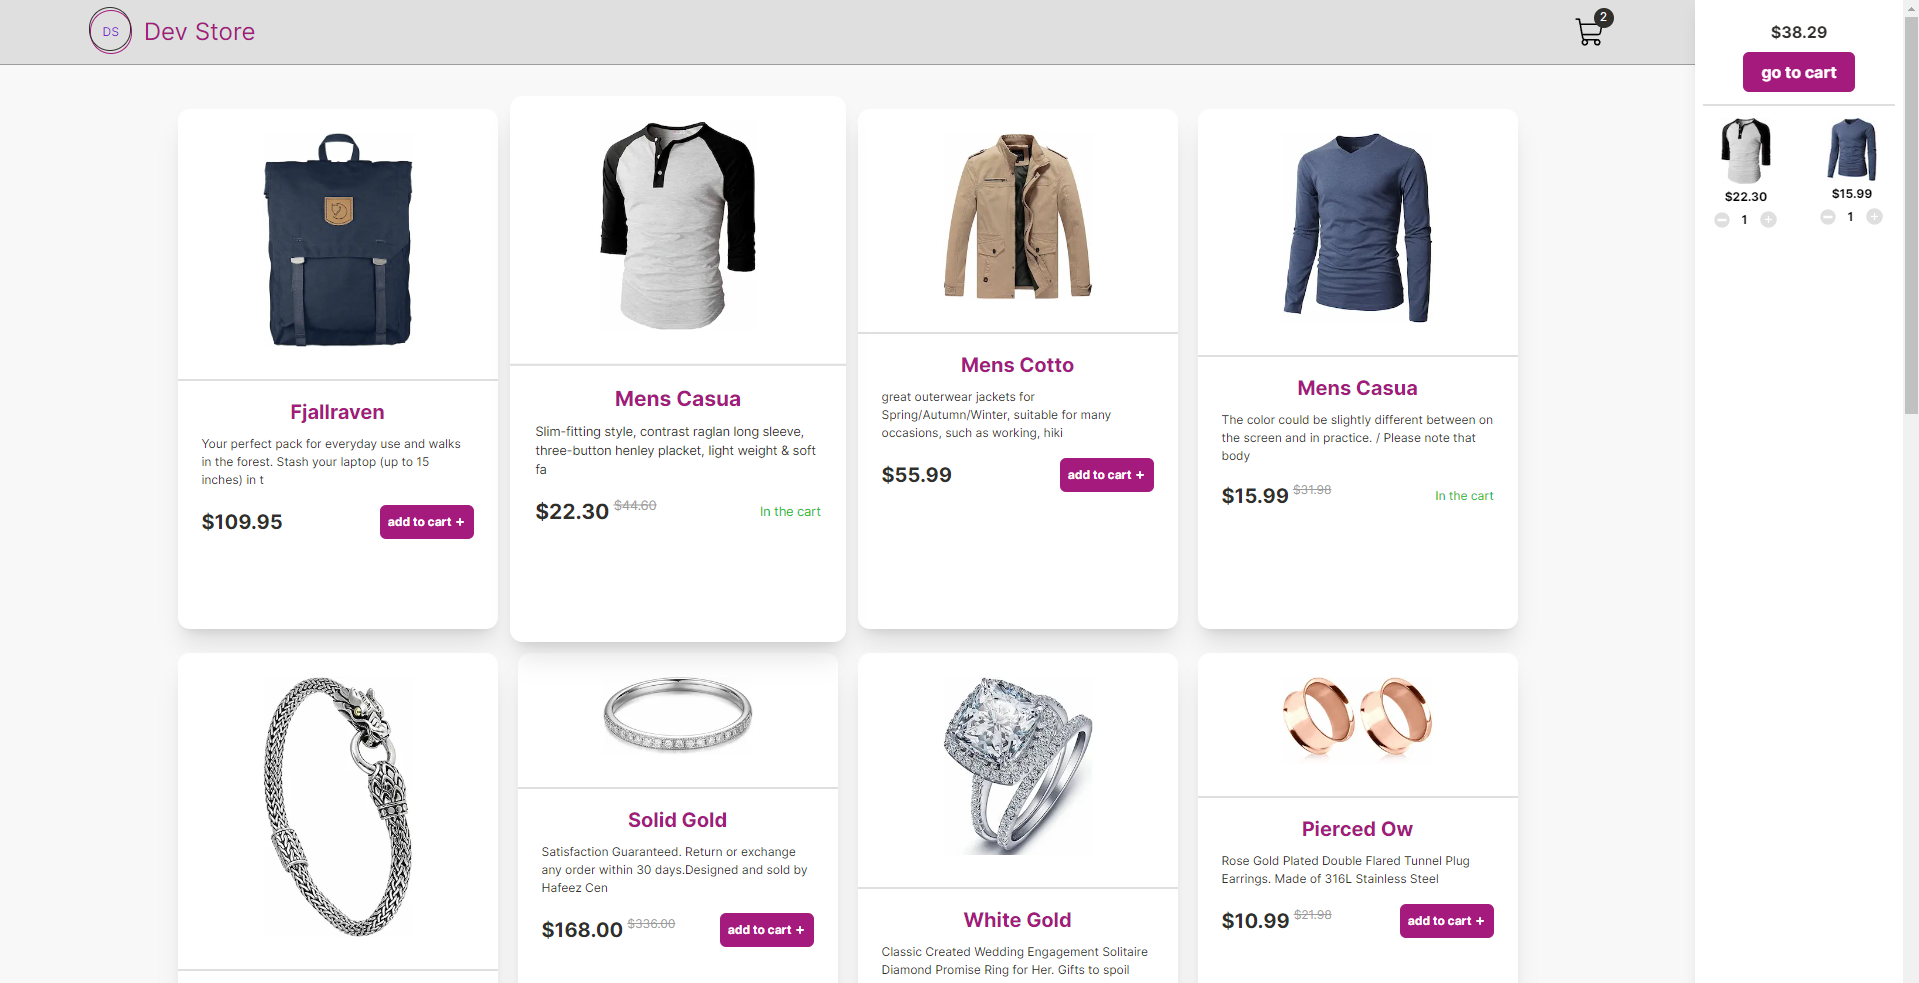 DS
Dev Store
2
$38.29
go to cart
$22.30
1
$15.99
1
Fjallraven
Your perfect pack for everyday use and walks
in the forest. Stash your laptop (up to 15
inches) in t
$109.95
add to cart +
Mens Casua
Slim-fitting style, contrast raglan long sleeve,
three-button henley placket, light weight & soft
fa
$22.30 $44.60
In the cart
Mens Cotto
great outerwear jackets for
Spring/Autumn/Winter, suitable for many
occasions, such as working, hiki
$55.99
add to cart +
Mens Casua
The color could be slightly different between on
the screen and in practice. / Please note that
body
$15.99 $31.98
In the cart
Solid Gold
Satisfaction Guaranteed. Return or exchange
any order within 30 days.Designed and sold by
Hafeez Cen
$168.00 $336.00
add to cart +
White Gold
Classic Created Wedding Engagement Solitaire
Diamond Promise Ring for Her. Gifts to spoil
Pierced Ow
Rose Gold Plated Double Flared Tunnel Plug
Earrings. Made of 316L Stainless Steel
$10.99 $21.98
add to cart +